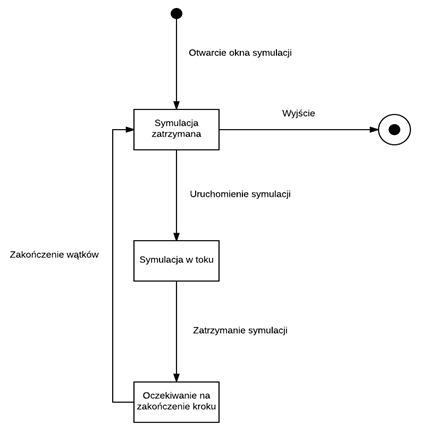 Otwarcie okna symulacji
Symulacja
zatrzymana
Wyjście
Uruchomienie symulacji
Zakończenie wątków
Symulacja w toku
Zatrzymanie symulacji
Oczekiwanie na
zakończenie kroku